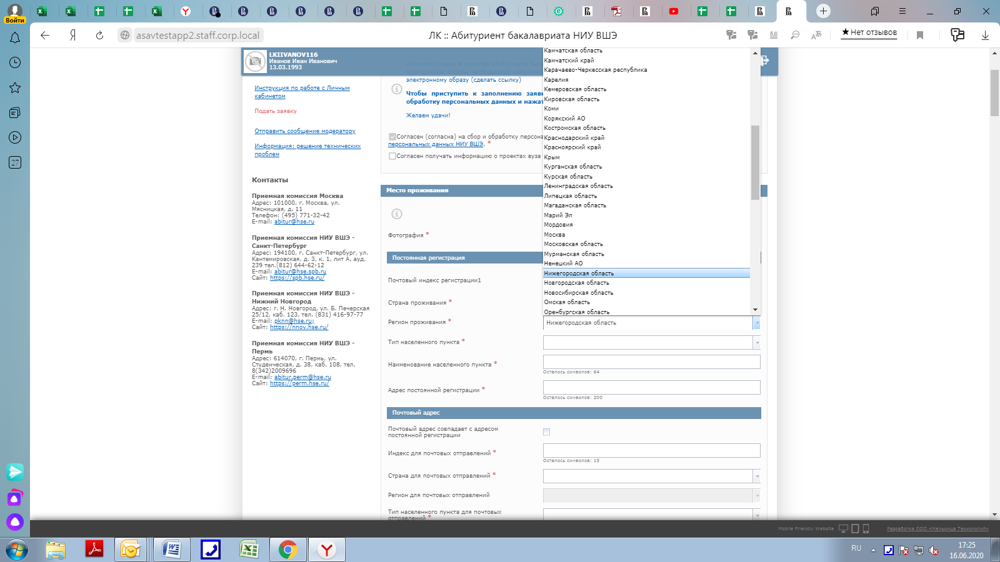 Войти
asavtestapp2.staff.corp.local
ЛК :: Абитуриент бакалавриата НИУ ВШЭ
★Нет отзывов
27
LKIIVANOV116
Иванов Иван Иванович
13.03.1993
Инструкция по работе с Личным
кабинетом
Подать заявку
Отправить сообщение модератору
Информация: решение технических
проблем
Контакты
Приемная комиссия Москва
Адрес: 101000, г. Москва, ул.
Мясницкая, д. 11
Телефон: (495) 771-32-42
E-mail: abitur@hse.ru
Приемная комиссия НИУ ВШЭ -
Санкт-Петербург
Адрес: 194100, г. Санкт-Петербург, ул.
Кантемировская, д. 3, к. 1, лит А, ауд.
239 тел.(812) 644-62-12
E-mail: abitur@hse.spb.ru
Сайт: https://spb.hse.ru/
Приемная комиссия НИУ ВШЭ -
Нижний Новгород
Адрес: г. Н. Новгород, ул. Б. Печерская
25/12, каб. 123, тел. (831) 416-97-77
E-mail: pknn@hse.ru;
Сайт: https://nnov.hse.ru/
Приемная комиссия НИУ ВШЭ -
Пермь
Адрес: 614070, г. Пермь, ул.
Студенческая, д. 38, каб. 108, тел.
8(342)2009696
E-mail: abitur.perm@hse.ru
Сайт: https://perm.hse.ru/
электронному образу (сделать ссылку)
Чтобы приступить к заполнению
обработку персональных данных и
Желаем удачи!
Согласен (согласна) на сбор и обработку
персональных данных НИУ ВШЭ. *
Согласен получать информацию о проектах вуза
Место проживания
Фотография *
Постоянная регистрация
Почтовый индекс регистрации1
Страна проживания *
Камчатская область
Камчатский край
Карачаево-Черкесская республика
Карелия
Кемеровская область
Кировская область
Коми
Корякский АО
Костромская область
Краснодарский край
Красноярский край
Крым
Курганская область
Курская область
Ленинградская область
Липецкая область
Магаданская область
Марий Эл
Мордовия
Москва
Московская область
Мурманская область
Ненецкий АО
Нижегородская область
Новгородская область
Новосибирская область
Омская область
Оренбургская область
Регион проживания * Нижегородская область
Тип населенного пункта *
Наименование населенного пункта *
Осталось символов: 64
Адрес постоянной регистрации *
Осталось символов: 200
Почтовый адрес
Почтовый адрес совпадает с адресом
постоянной регистрации
Индекс для почтовых отправлений *
Осталось символов: 15
Страна для почтовых отправлений *
Регион для почтовых отправлений
Тип населенного пункта для почтовых
отправлений *
Mobile Friendly Website
Разработка ООО «Мельница Технологий»
RU
17:25
16.06.2020